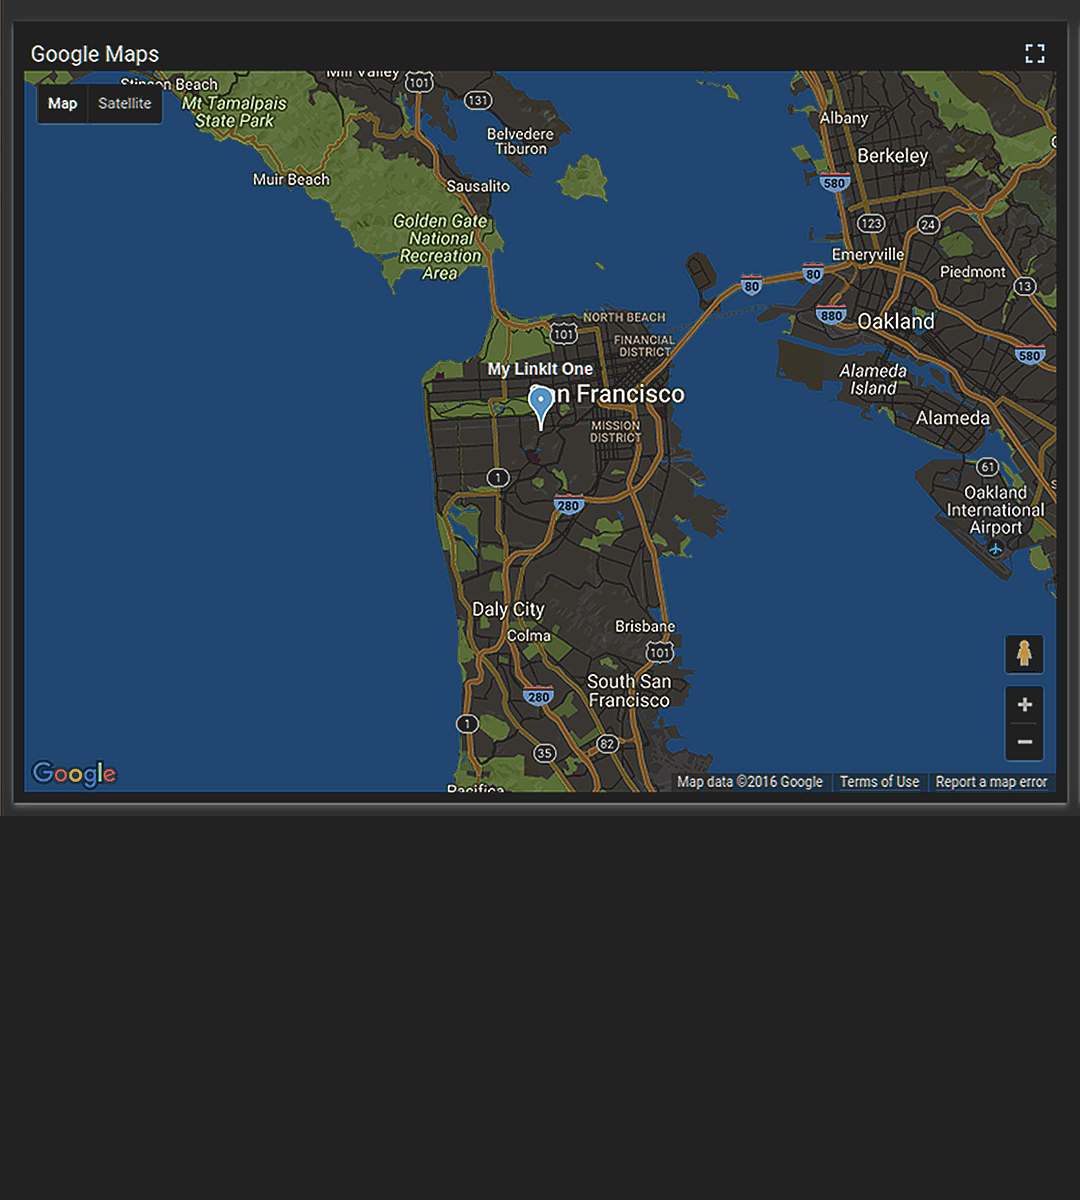 Google Maps
Stinson Beach
Mill Valley
101
131
Map
Satellite
Mt Tamalpais
State Park
Belvedere
Tiburon
Albany
Berkeley
Muir Beach
Sausalito
580
Golden Gate
National
Recreation
Area
123
24
Emeryville
Piedmont
80
80
13
NORTH BEACH
880
Oakland
101
FINANCIAL
DISTRICT
580
My LinkIt One
Alameda
Island
San Francisco
MISSION
DISTRICT
Alameda
1
61
280
Oakland
International
Airport
Daly City
Colma
Brisbane
101
South San
Francisco
280
1
35
82
Google
Pacifica
Map data ©2016 Google
Terms of Use
Report a map error